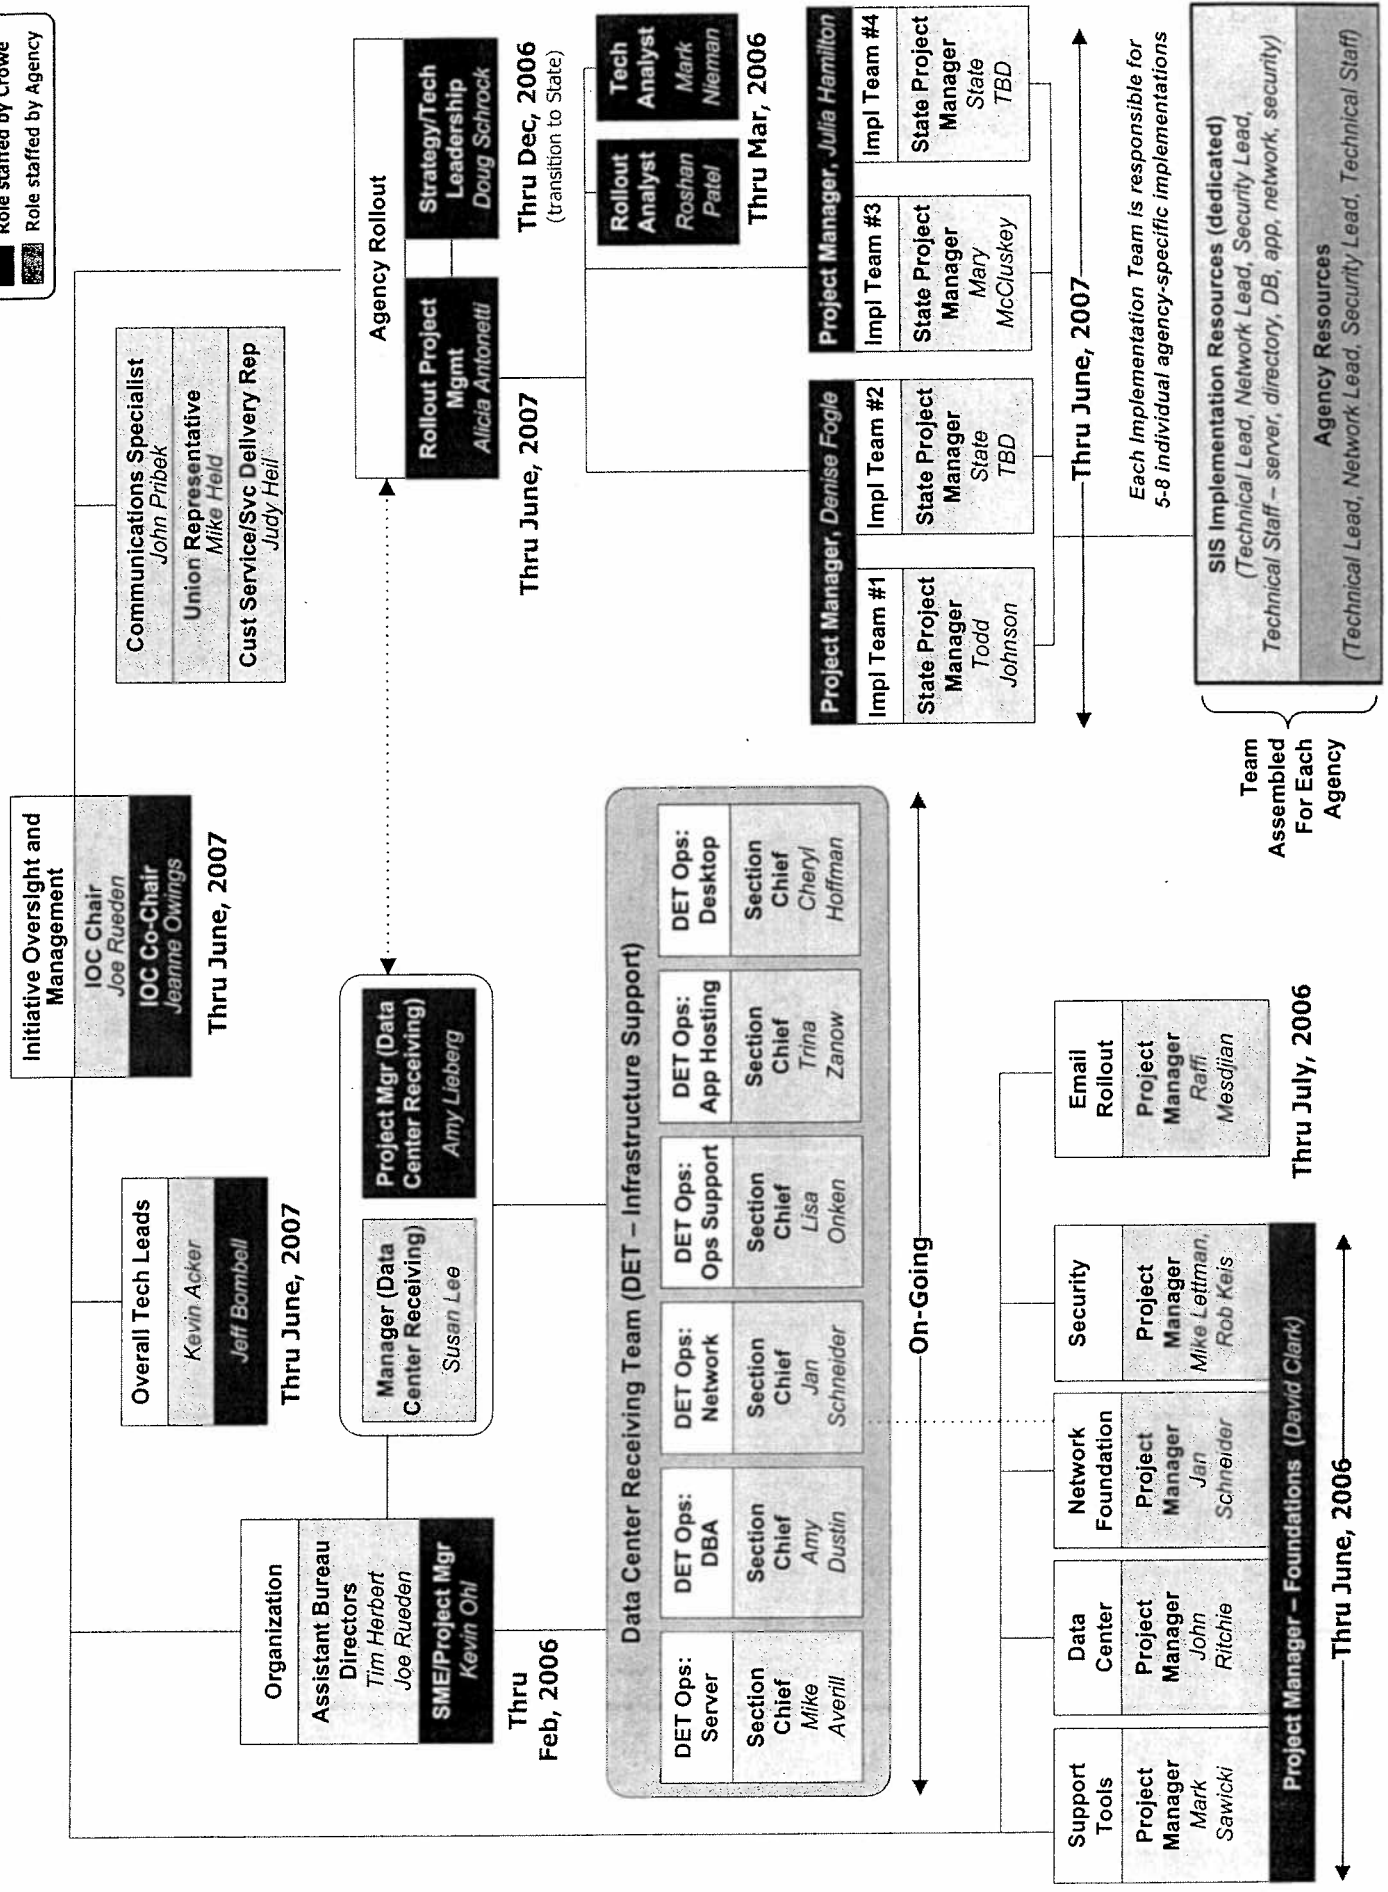 Role staffed by Crowe
Role staffed by Agency
Initiative Oversight and
Management
IOC Chair
Joe Rueden
IOC Co-Chair
Jeanne Owings
Thru June, 2007
Overall Tech Leads
Kevin Acker
Jeff Bombell
Thru June, 2007
Communications Specialist
John Pribek
Union Representative
Mike Held
Cust Service/Svc Delivery Rep
Judy Heil
Organization
Assistant Bureau
Directors
Tim Herbert
Joe Rueden
SME/Project Mgr
Kevin Ohl
Thru
Feb, 2006
Manager (Data
Center Receiving)
Susan Lee
Project Mgr (Data
Center Receiving)
Amy Lieberg
Agency Rollout
Rollout Project
Mgmt
Alicia Antonetti
Strategy/Tech
Leadership
Doug Schrock
Thru June, 2007
Thru Dec, 2006
(transition to State)
Rollout
Analyst
Roshan
Patel
Tech
Analyst
Mark
Nieman
Thru Mar, 2006
Data Center Receiving Team (DET – Infrastructure Support)
DET Ops:
Server
Section
Chief
Mike
Averill
DET Ops:
DBA
Section
Chief
Amy
Dustin
DET Ops:
Network
Section
Chief
Jan
Schneider
DET Ops:
Ops Support
Section
Chief
Lisa
Onken
DET Ops:
App Hosting
Section
Chief
Trina
Zanow
DET Ops:
Desktop
Section
Chief
Cheryl
Hoffman
On-Going
Project Manager, Denise Fogle
Impl Team #1
State Project
Manager
Todd
Johnson
Impl Team #2
State Project
Manager
State
TBD
Project Manager, Julia Hamilton
Impl Team #3
State Project
Manager
Mary
McCluskey
Impl Team #4
State Project
Manager
State
TBD
Thru June, 2007
Each Implementation Team is responsible for
5-8 individual agency-specific implementations
Support
Tools
Project
Manager
Mark
Sawicki
Data
Center
Project
Manager
John
Ritchie
Network
Foundation
Project
Manager
Jan
Schneider
Security
Project
Manager
Mike Lettman,
Rob Keis
Email
Rollout
Project
Manager
Raffi
Mesdjian
Thru July, 2006
Project Manager – Foundations (David Clark)
Thru June, 2006
Team
Assembled
For Each
Agency
SIS Implementation Resources (dedicated)
(Technical Lead, Network Lead, Security Lead,
Technical Staff – server, directory, DB, app, network, security)
Agency Resources
(Technical Lead, Network Lead, Security Lead, Technical Staff)